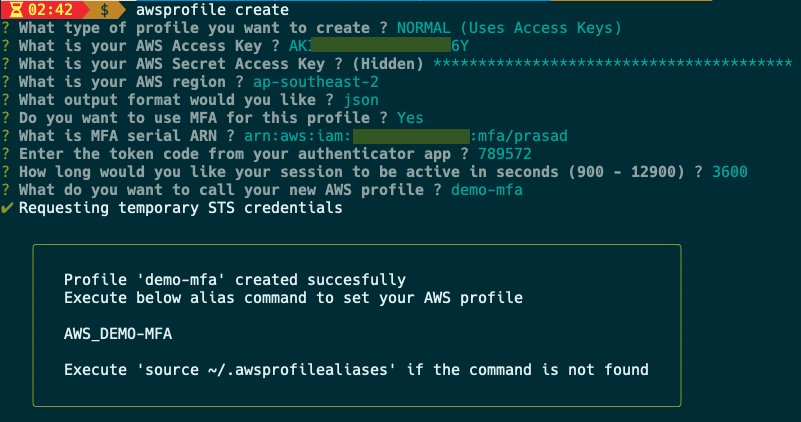 02:42 $ awsprofile create
? What type of profile you want to create ? NORMAL (Uses Access Keys)
? What is your AWS Access Key ? AK 6Y
? What is your AWS Secret Access Key ? (Hidden) ****************************************
? What is your AWS region ? ap-southeast-2
? What output format would you like ? json
? Do you want to use MFA for this profile ? Yes
? What is MFA serial ARN ? arn:aws:iam: :mfa/prasad
? Enter the token code from your authenticator app ? 789572
? How long would you like your session to be active in seconds (900 - 12900) ? 3600
? What do you want to call your new AWS profile ? demo-mfa
✔ Requesting temporary STS credentials
Profile 'demo-mfa' created succesfully
Execute below alias command to set your AWS profile
AWS_DEMO-MFA
Execute 'source ~/.awsprofilealiases' if the command is not found